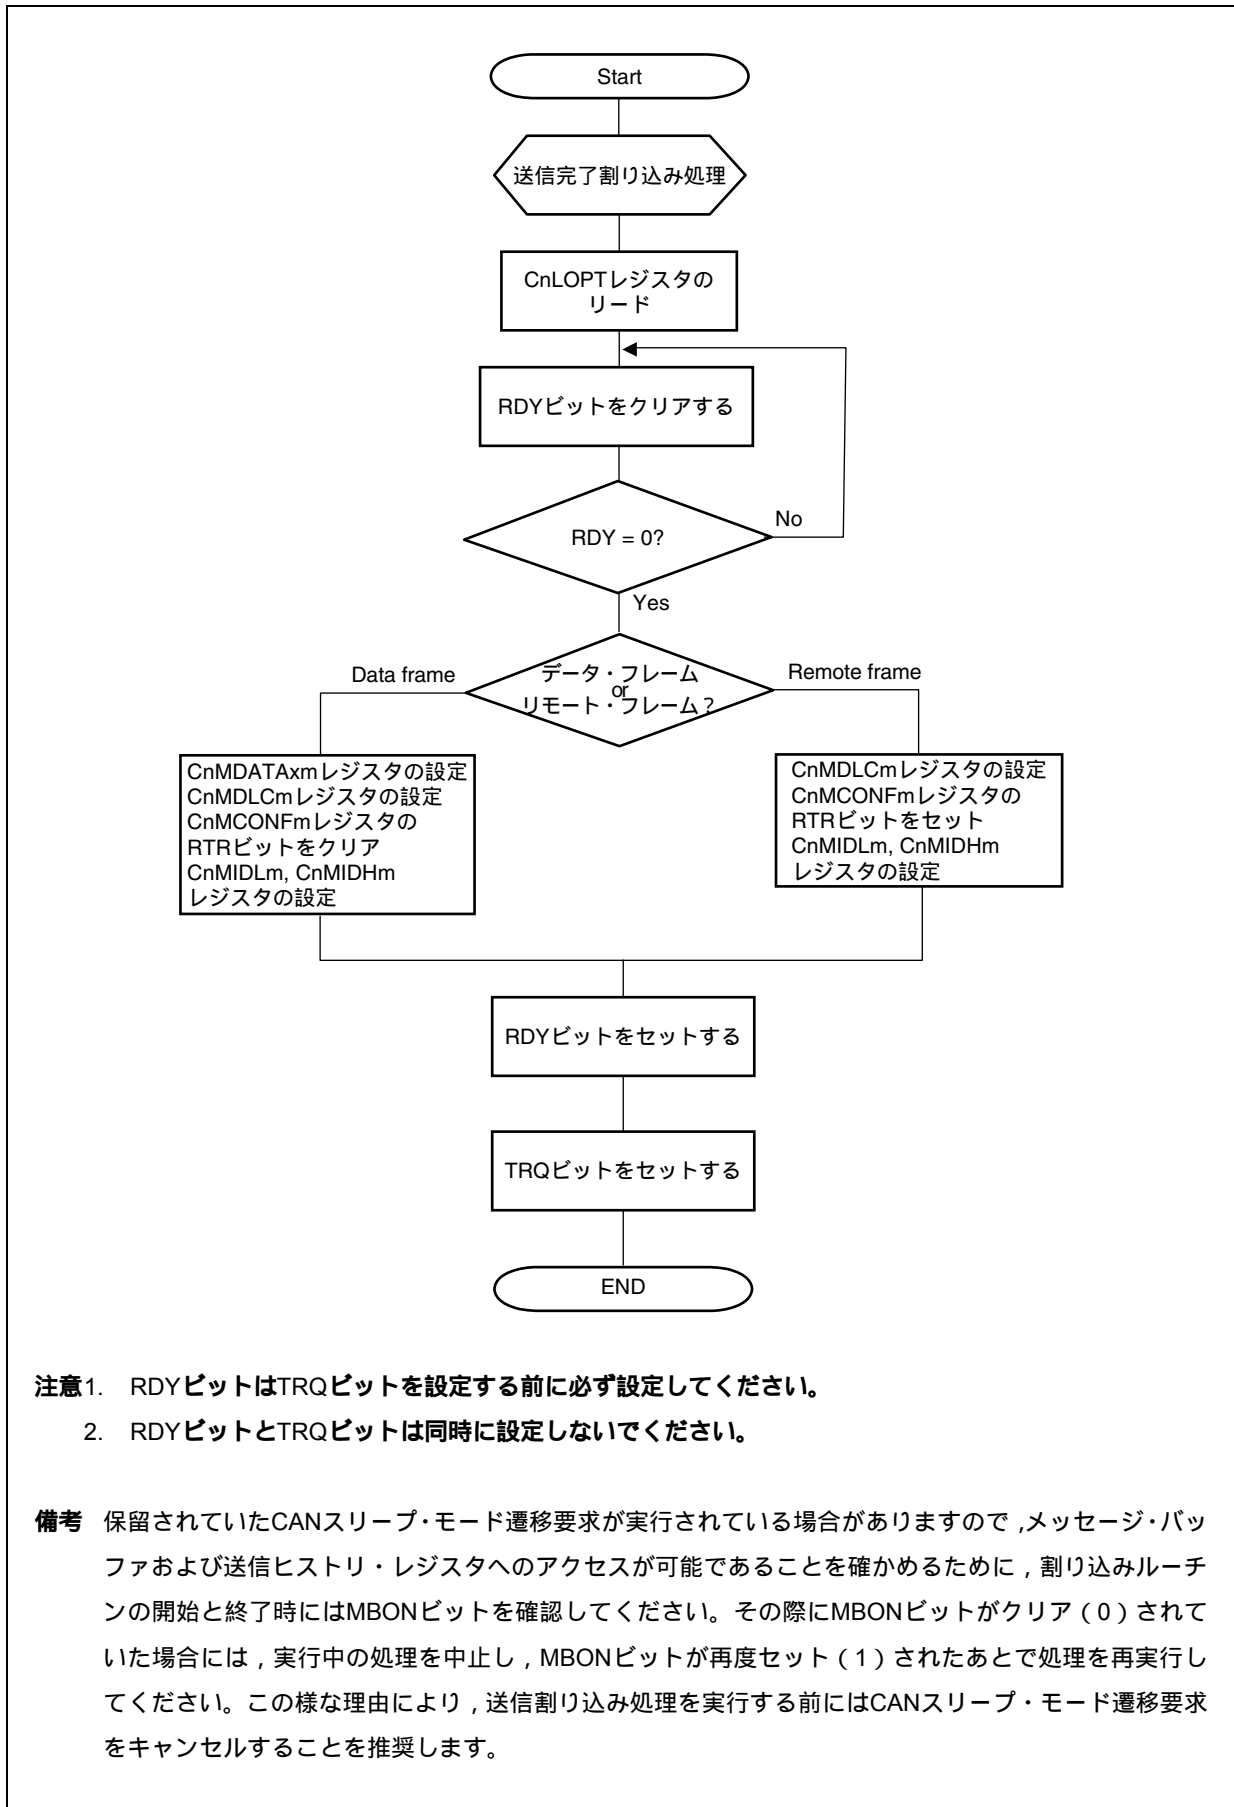 Start
送信完了割り込み処理
CnLOPTレジスタの
リード
RDYビットをクリアする
RDY = 0?
No
Yes
Data frame
データ・フレーム
or
リモート・フレーム？
Remote frame
CnMDATAxmレジスタの設定
CnMDLCmレジスタの設定
CnMCONFmレジスタの
RTRビットをクリア
CnMIDLm, CnMIDHm
レジスタの設定
CnMDLCmレジスタの設定
CnMCONFmレジスタの
RTRビットをセット
CnMIDLm, CnMIDHm
レジスタの設定
RDYビットをセットする
TRQビットをセットする
END
注意1. RDYビットはTRQビットを設定する前に必ず設定してください。
2. RDYビットとTRQビットは同時に設定しないでください。
備考 保留されていたCANスリープ・モード遷移要求が実行されている場合がありますので，メッセージ・バッ
ファおよび送信ヒストリ・レジスタへのアクセスが可能であることを確かめるために，割り込みルーチ
ンの開始と終了時にはMBONビットを確認してください。その際にMBONビットがクリア（0）されて
いた場合には，実行中の処理を中止し，MBONビットが再度セット（1）されたあとで処理を再実行し
てください。この様な理由により，送信割り込み処理を実行する前にはCANスリープ・モード遷移要求
をキャンセルすることを推奨します。